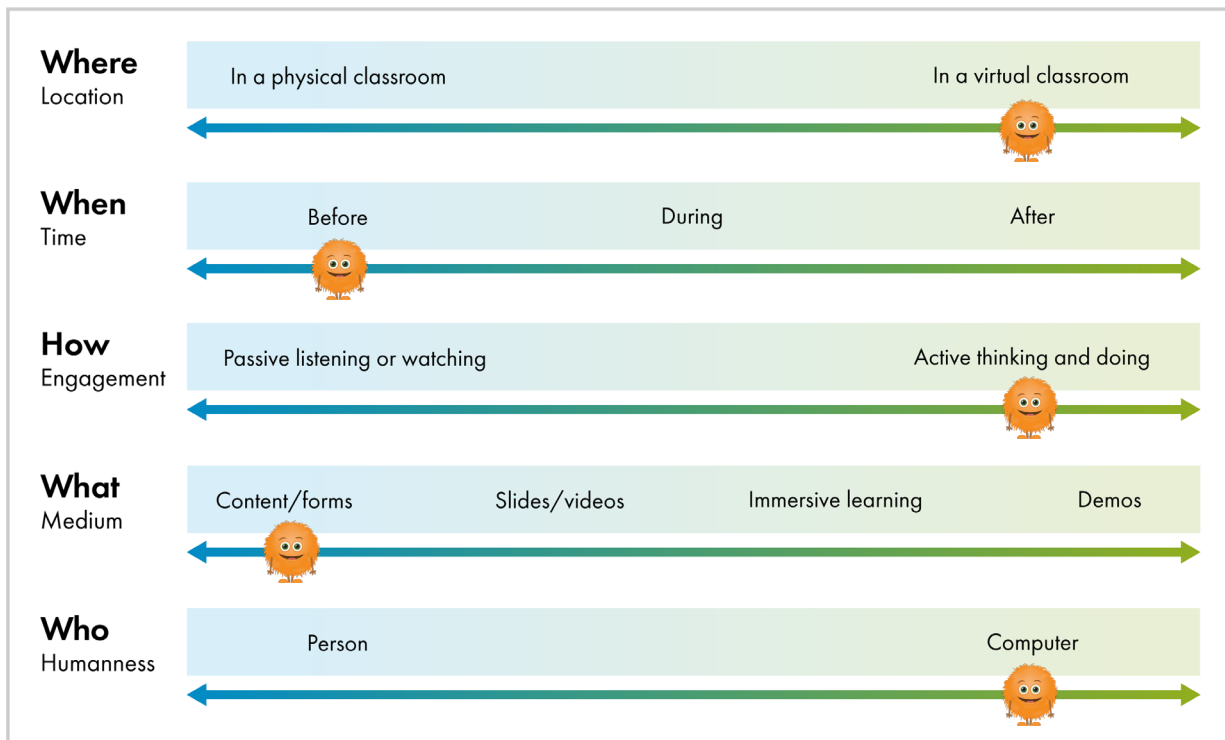 Where
Location
In a physical classroom
In a virtual classroom
When
Time
Before
During
After
How
Engagement
Passive listening or watching
Active thinking and doing
What
Medium
Content/forms
Slides/videos
Immersive learning
Demos
Who
Humanness
Person
Computer